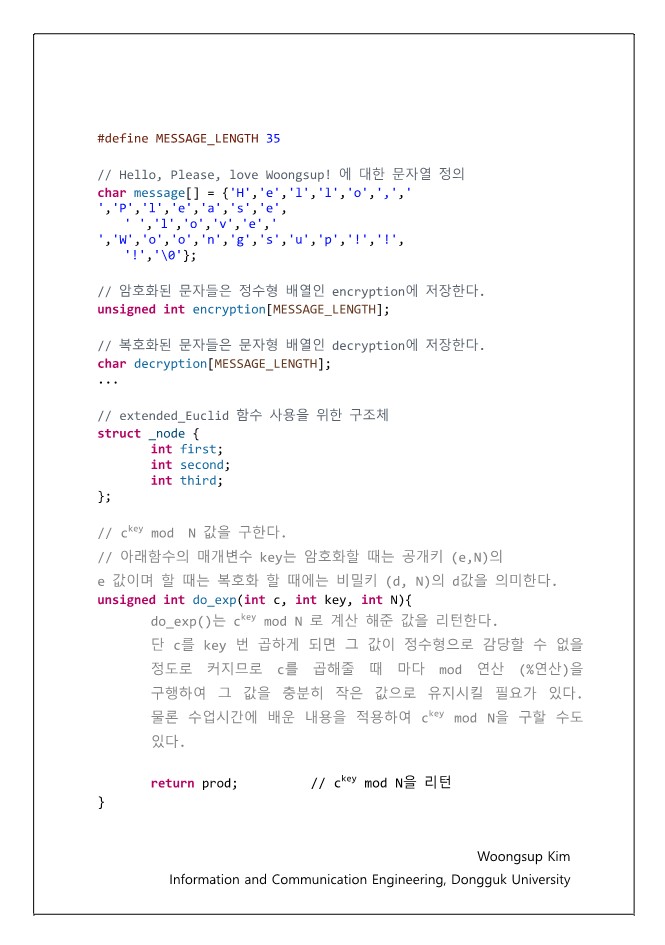 #define MESSAGE_LENGTH 35
// Hello, Please, love Woongsup! 에 대한 문자열 정의
char message[] = {'H','e','l','l','o',',','
','P','l','e','a','s','e',
' ','l','o','v','e','
','W','o','o','n','g','s','u','p','!','!',
'!','\0'};
// 암호화된 문자들은 정수형 배열인 encryption에 저장한다.
unsigned int encryption[MESSAGE_LENGTH];
// 복호화된 문자들은 문자형 배열인 decryption에 저장한다.
char decryption[MESSAGE_LENGTH];
...
// extended_Euclid 함수 사용을 위한 구조체
struct _node {
int first;
int second;
int third;
};
// c^key mod  N 값을 구한다.
// 아래함수의 매개변수 key는 암호화할 때는 공개키 (e,N)의
e 값이며 할 때는 복호화 할 때에는 비밀키 (d, N)의 d값을 의미한다.
unsigned int do_exp(int c, int key, int N){
do_exp()는 c^key mod N 로 계산 해준 값을 리턴한다.
단 c를 key 번 곱하게 되면 그 값이 정수형으로 감당할 수 없을
정도로 커지므로 c를 곱해줄 때 마다 mod 연산 (%연산)을
구행하여 그 값을 충분히 작은 값으로 유지시킬 필요가 있다.
물론 수업시간에 배운 내용을 적용하여 c^key mod N을 구할 수도
있다.
return prod; // c^key mod N을 리턴
}
Woongsup Kim
Information and Communication Engineering, Dongguk University